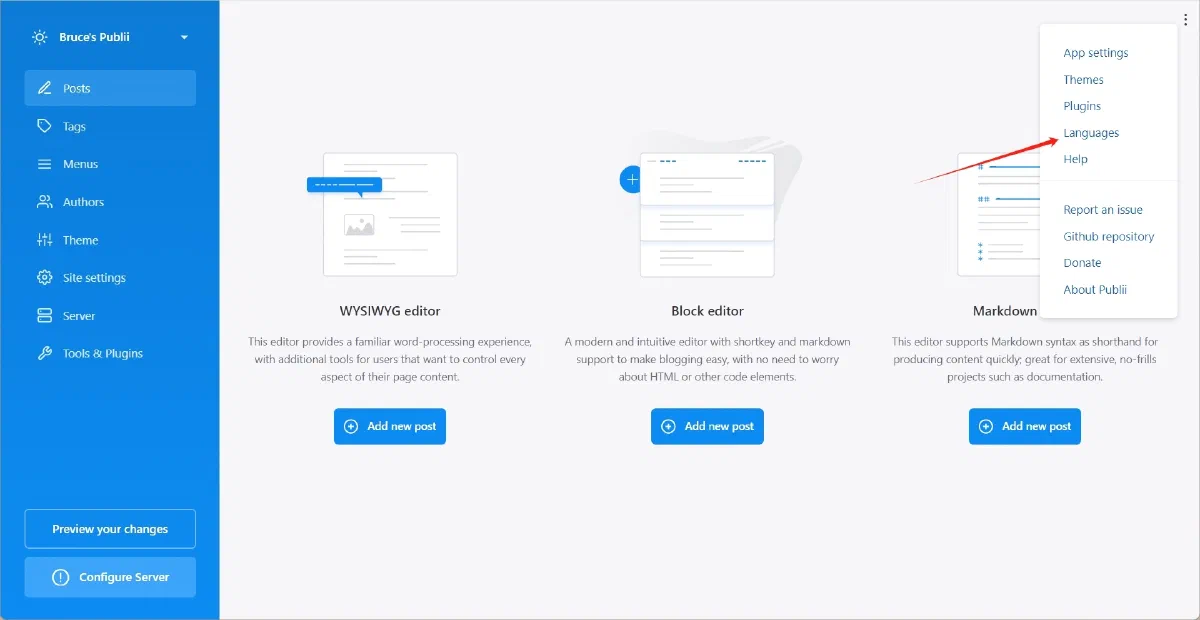 Bruce's Publii
Posts
Tags
Menus
Authors
Theme
Site settings
Server
Tools & Plugins
Preview your changes
Configure Server
WYSIWYG editor
This editor provides a familiar word-processing experience,
with additional tools for users that want to control every
aspect of their page content.
Add new post
Block editor
A modern and intuitive editor with shortkey and markdown
support to make blogging easy, with no need to worry
about HTML or other code elements.
Add new post
#
##
Markdown
This editor supports Markdown syntax as shorthand for
producing content quickly; great for extensive, no-frills
projects such as documentation.
Add new post
App settings
Themes
Plugins
Languages
Help
Report an issue
Github repository
Donate
About Publii